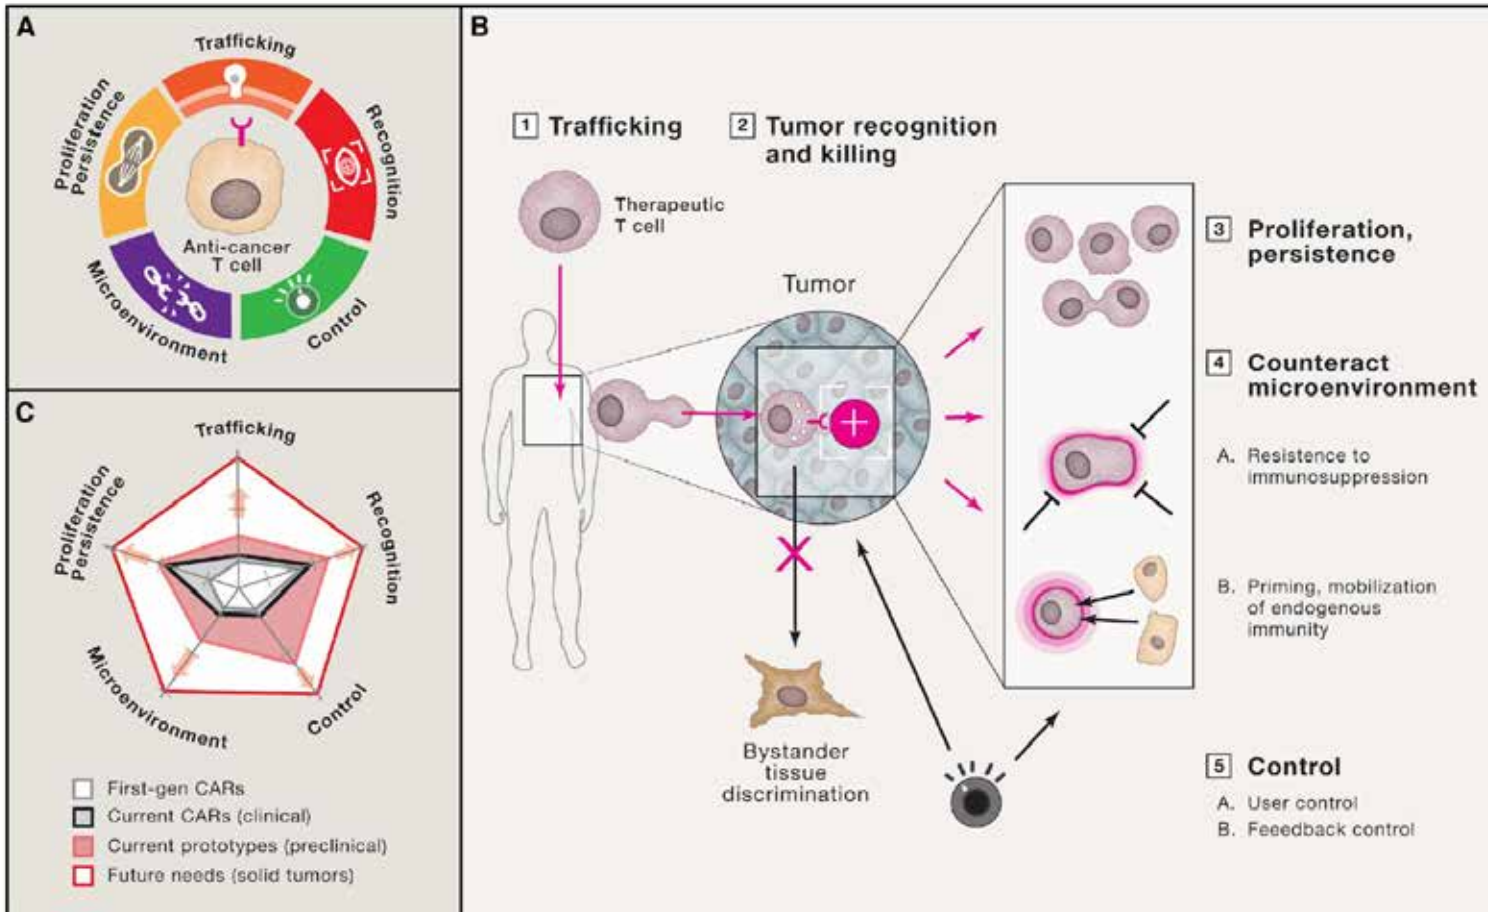 A
Trafficking
Recognition
Control
Microenvironment
Proliferation
Persistence
Anti-cancer
T cell
B
1 Trafficking
2 Tumor recognition
and killing
Therapeutic
T cell
Tumor
Bystander
tissue
discrimination
3 Proliferation,
persistence
4 Counteract
microenvironment
A. Resistence to
immunosuppression
B. Priming, mobilization
of endogenous
immunity
5 Control
A. User control
B. Feeedback control
C
Trafficking
Recognition
Control
Microenvironment
Proliferation
Persistence
First-gen CARs
Current CARs (clinical)
Current prototypes (preclinical)
Future needs (solid tumors)